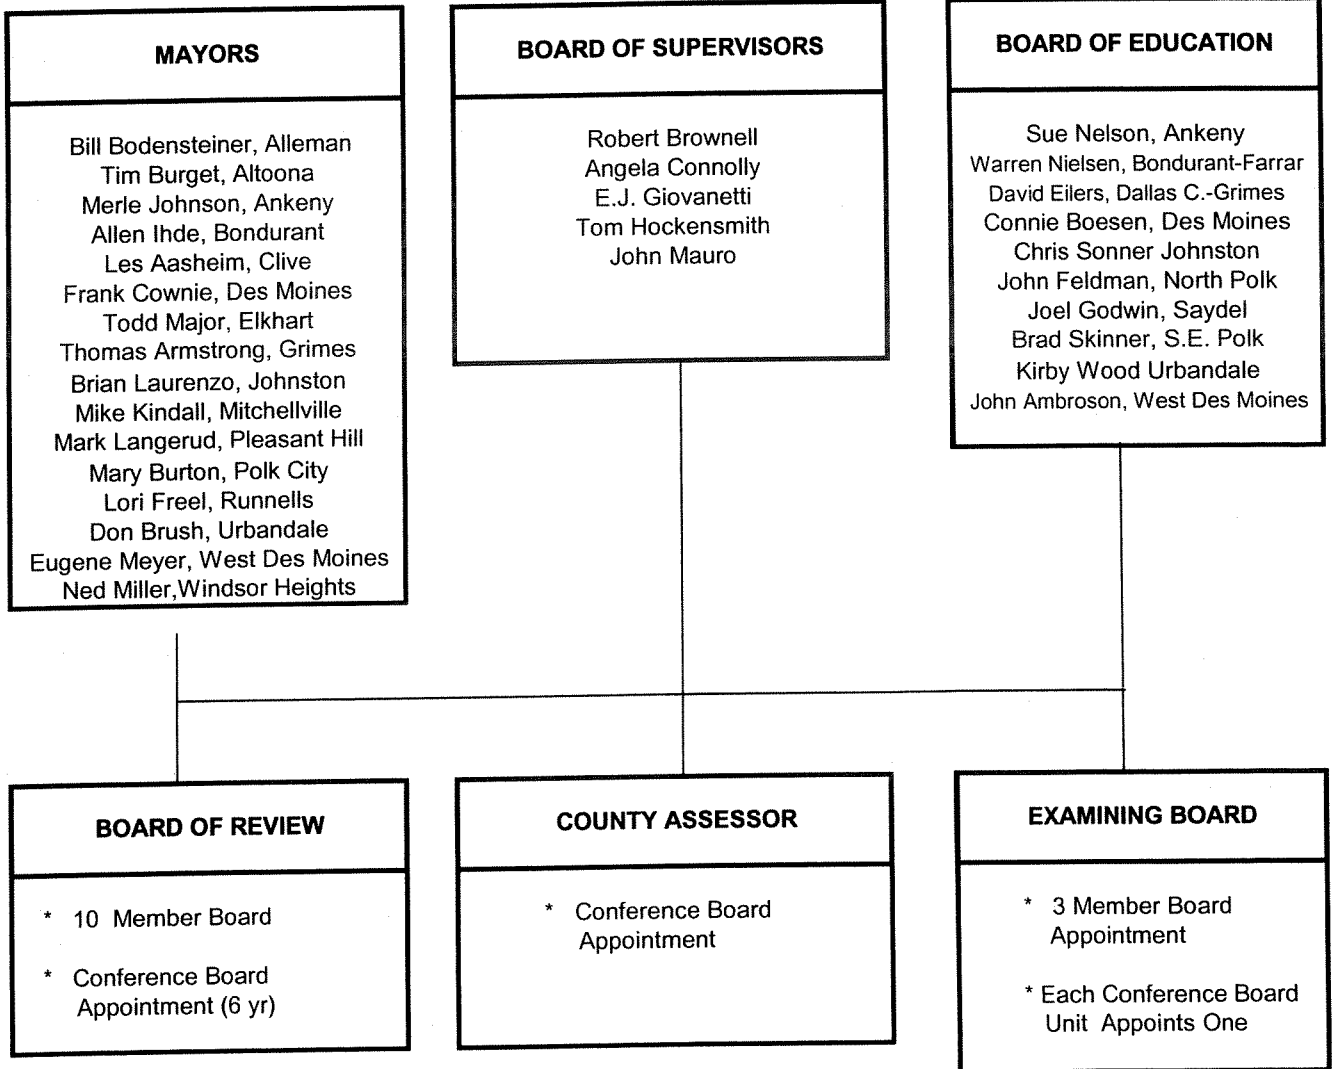 MAYORS
Bill Bodensteiner, Alleman
Tim Burget, Altoona
Merle Johnson, Ankeny
Allen Ihde, Bondurant
Les Aasheim, Clive
Frank Cownie, Des Moines
Todd Major, Elkhart
Thomas Armstrong, Grimes
Brian Laurenzo, Johnston
Mike Kindall, Mitchellville
Mark Langerud, Pleasant Hill
Mary Burton, Polk City
Lori Freel, Runnells
Don Brush, Urbandale
Eugene Meyer, West Des Moines
Ned Miller,Windsor Heights
BOARD OF SUPERVISORS
Robert Brownell
Angela Connolly
E.J. Giovanetti
Tom Hockensmith
John Mauro
BOARD OF EDUCATION
Sue Nelson, Ankeny
Warren Nielsen, Bondurant-Farrar
David Eilers, Dallas C.-Grimes
Connie Boesen, Des Moines
Chris Sonner Johnston
John Feldman, North Polk
Joel Godwin, Saydel
Brad Skinner, S.E. Polk
Kirby Wood Urbandale
John Ambroson, West Des Moines
BOARD OF REVIEW
* 10 Member Board
* Conference Board
Appointment (6 yr)
COUNTY ASSESSOR
* Conference Board
Appointment
EXAMINING BOARD
* 3 Member Board
Appointment
* Each Conference Board
Unit Appoints One